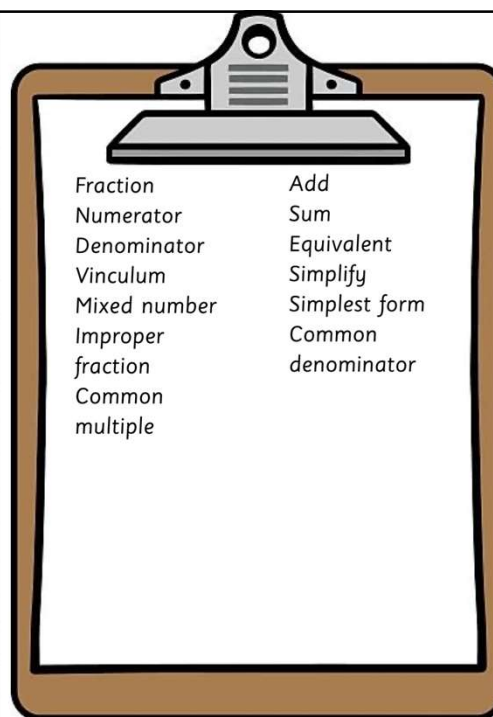 Fraction
Numerator
Denominator
Vinculum
Mixed number
Improper
fraction
Common
multiple
Add
Sum
Equivalent
Simplify
Simplest form
Common
denominator